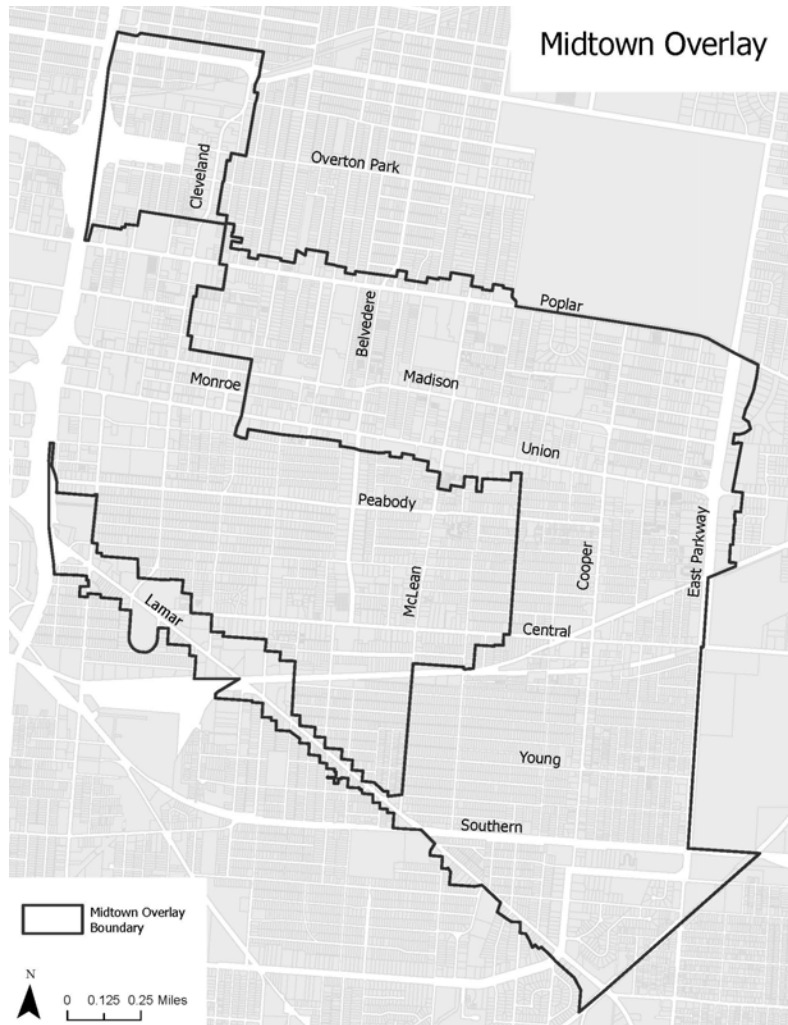 Midtown Overlay
Overton Park
Cleveland
Poplar
Belvedere
Madison
Monroe
Union
Peabody
East Parkway
Cooper
McLean
Lamar
Central
Young
Southern
Midtown Overlay
Boundary
N
0 0.125 0.25 Miles